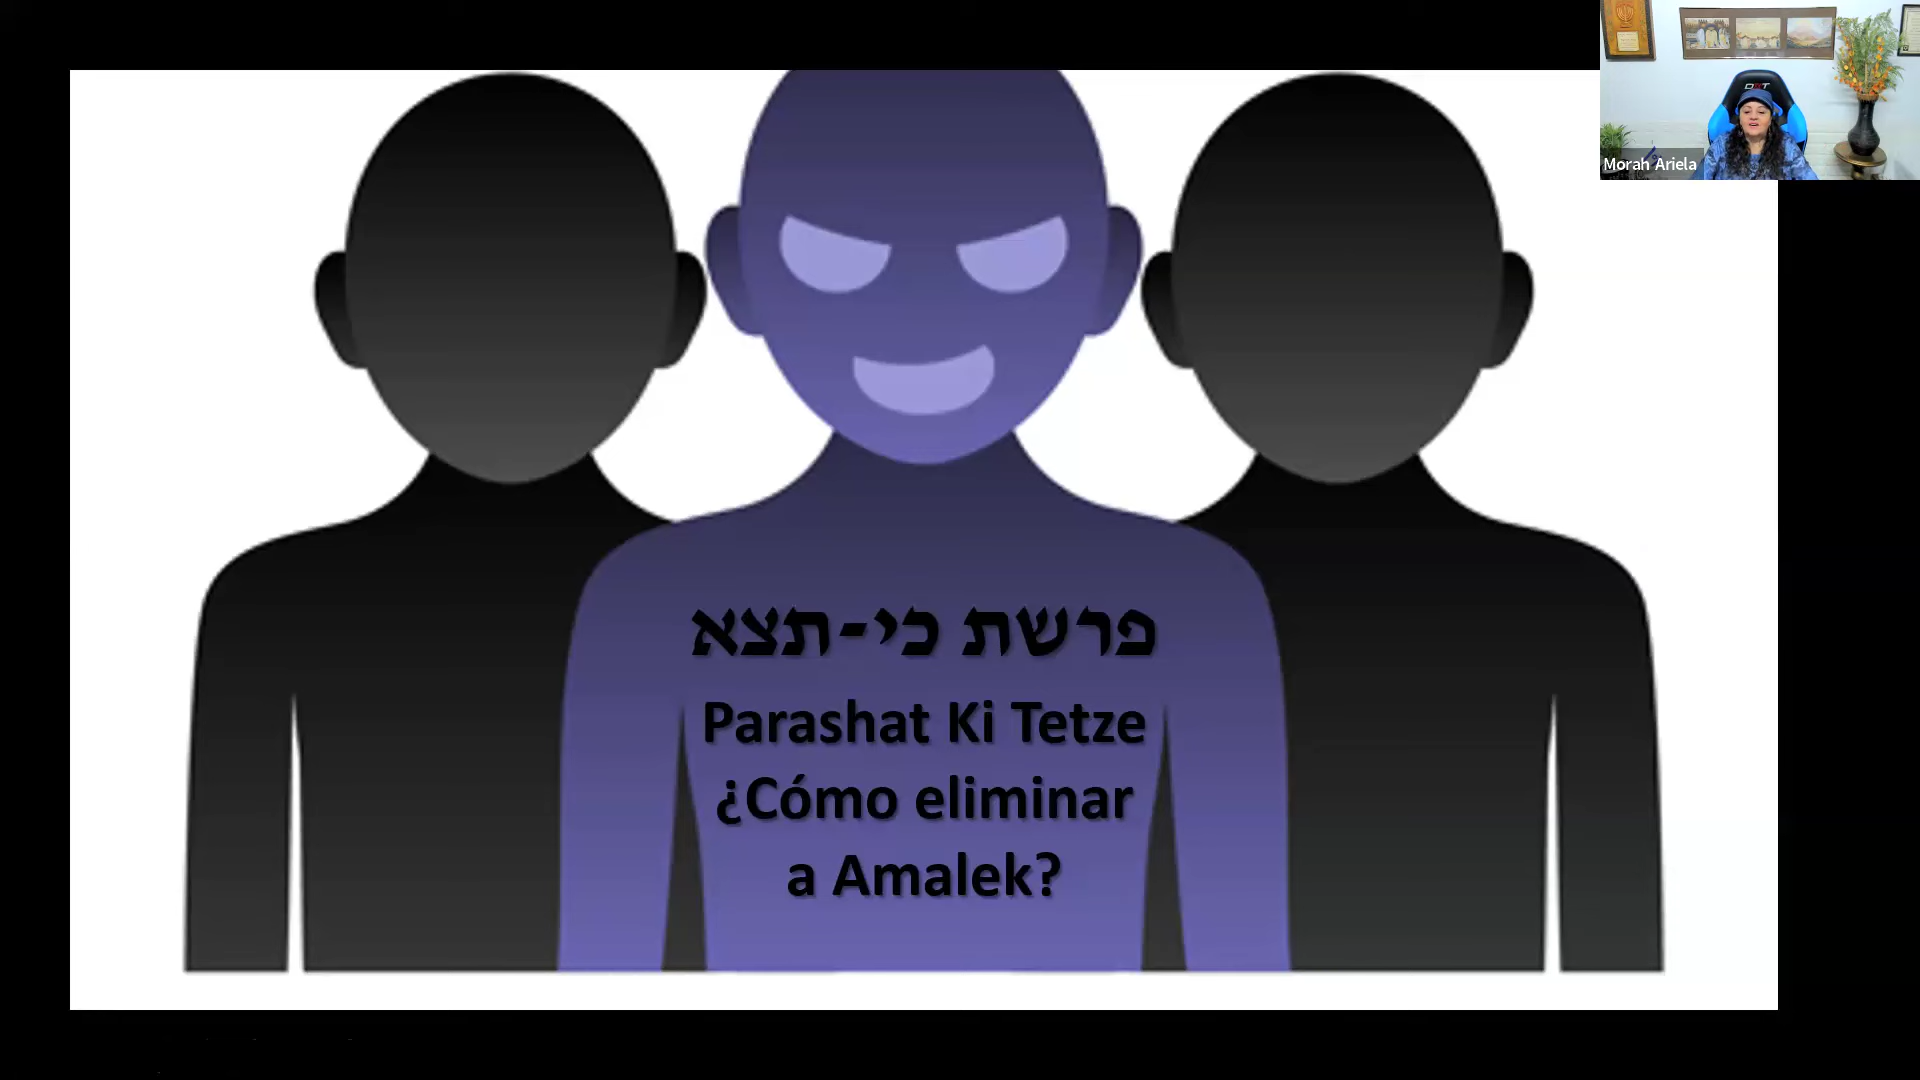 Morah Ariela
פרשת כי-תצא
Parashat Ki Tetze
¿Cómo eliminar
a Amalek?